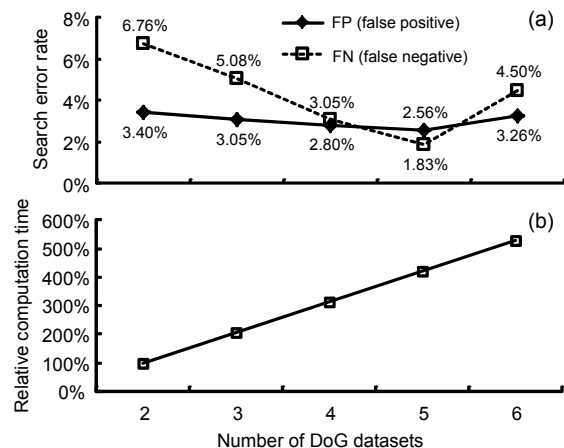 (a)
FP (false positive)
FN (false negative)
Search error rate
8%
6%
4%
2%
0%
6.76%
5.08%
3.05%
2.56%
4.50%
3.40%
3.05%
2.80%
1.83%
3.26%
(b)
Relative computation time
600%
500%
400%
300%
200%
100%
0%
2 3 4 5 6
Number of DoG datasets